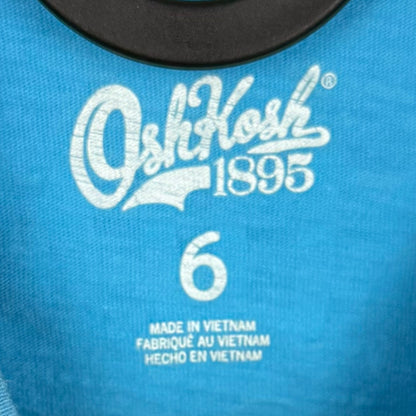 OshKosh®
1895
6
MADE IN VIETNAM
FABRIQUÉ AU VIETNAM
HECHO EN VIETNAM